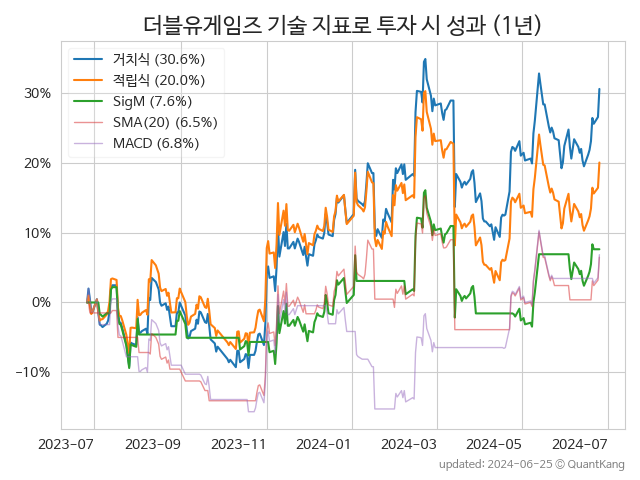 더블유게임즈 기술 지표로 투자 시 성과 (1년)
거치식 (30.6%)
적립식 (20.0%)
SigM (7.6%)
SMA(20) (6.5%)
MACD (6.8%)
30%
20%
10%
0%
−10%
2023-07 2023-09 2023-11 2024-01 2024-03 2024-05 2024-07
updated: 2024-06-25 ⓒ QuantKang